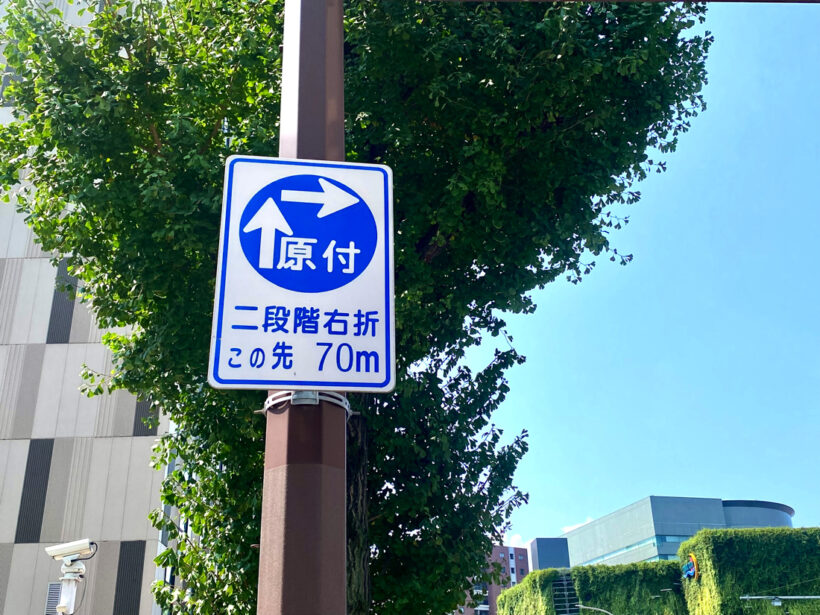 原付
二段階右折
この先 70m